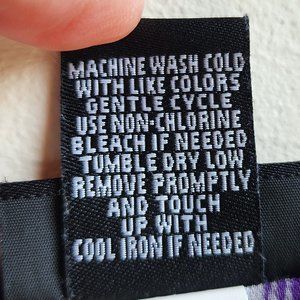 MACHINE WASH COLD
WITH LIKE COLORS
GENTLE CYCLE
USE NON-CHLORINE
BLEACH IF NEEDED
TUMBLE DRY LOW
REMOVE PROMPTLY
AND TOUCH
UP WITH
COOL IRON IF NEEDED